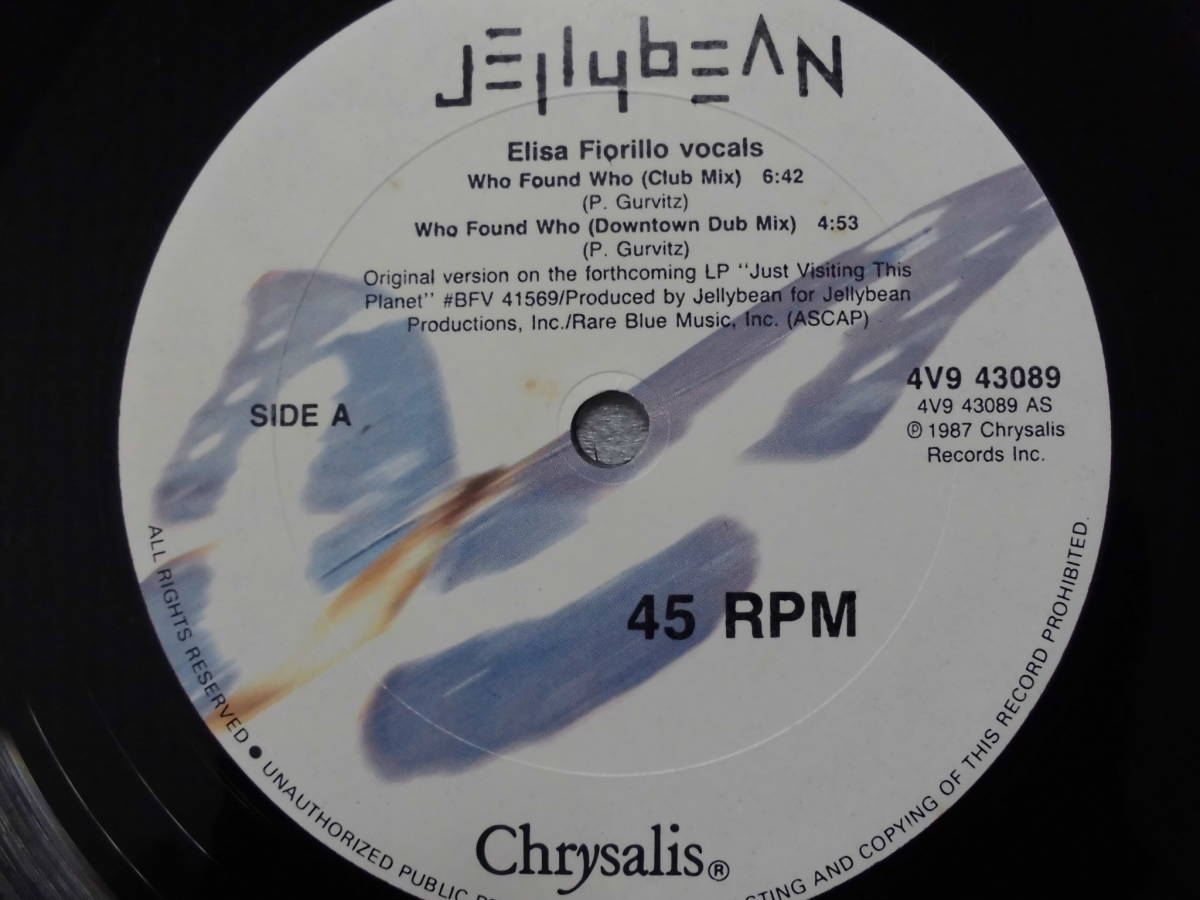 JELLYBEAN
Elisa Fiorillo vocals
Who Found Who (Club Mix) 6:42
(P. Gurvitz)
Who Found Who (Downtown Dub Mix) 4:53
(P. Gurvitz)
Original version on the forthcoming LP "Just Visiting This
Planet" #BFV 41569/Produced by Jellybean for Jellybean
Productions, Inc./Rare Blue Music, Inc. (ASCAP)
SIDE A
4V9 43089
4V9 43089 AS
℗ 1987 Chrysalis
Records Inc.
45 RPM
Chrysalis®
ALL RIGHTS RESERVED ● UNAUTHORIZED PUBLIC AND COPYING OF THIS RECORD PROHIBITED.